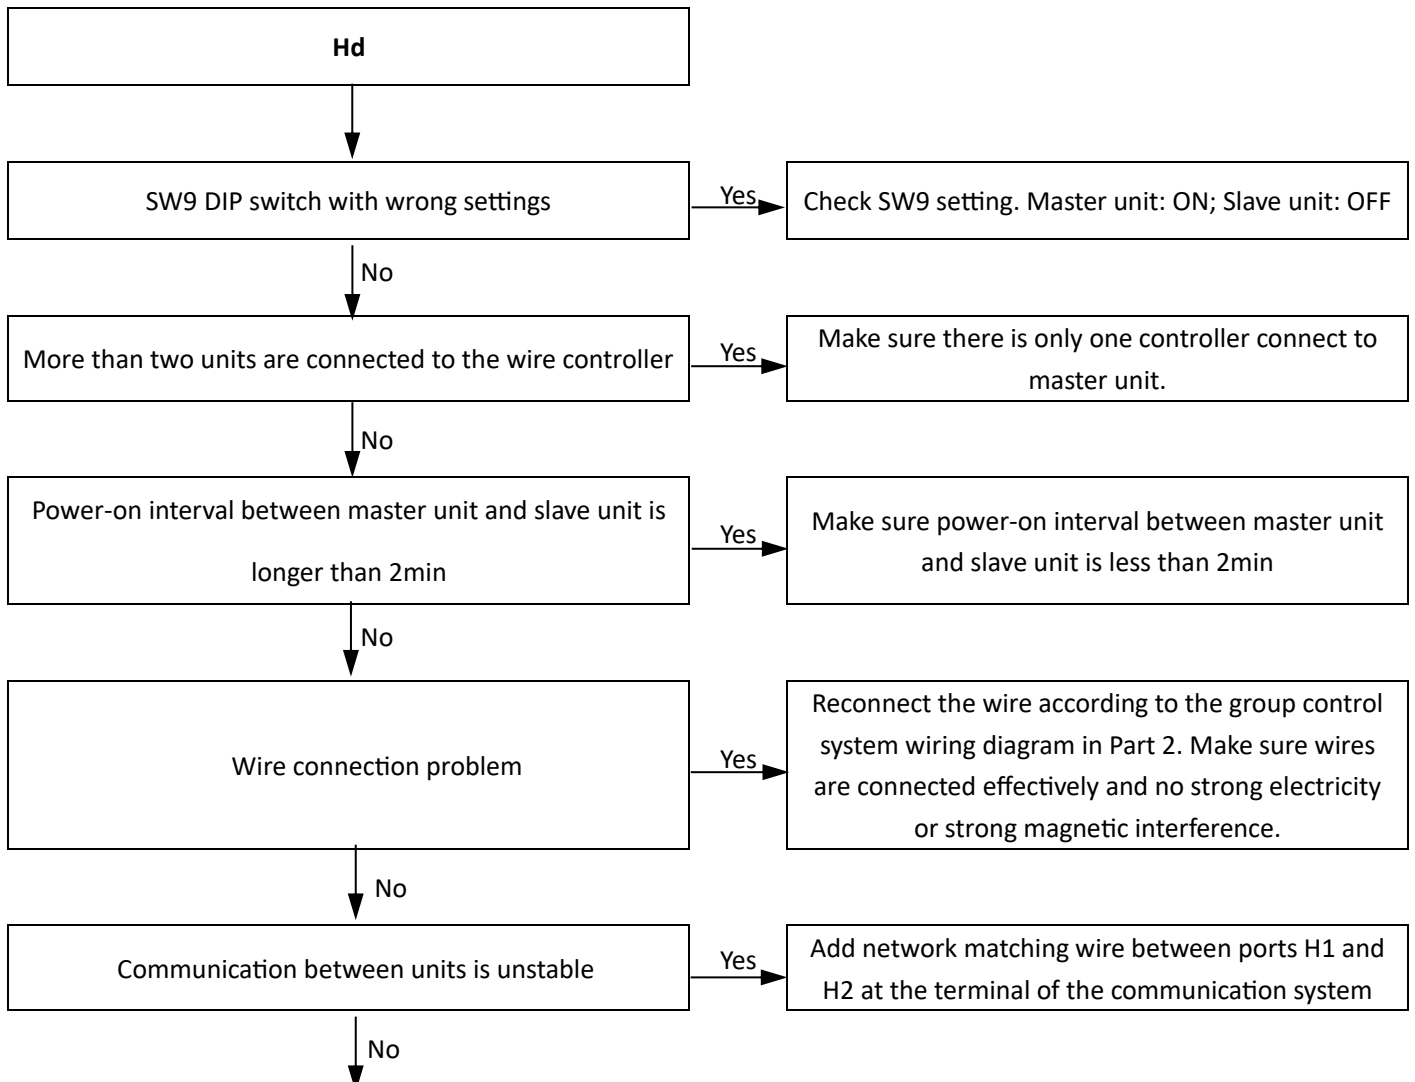 Hd
SW9 DIP switch with wrong settings
Yes
Check SW9 setting. Master unit: ON; Slave unit: OFF
No
More than two units are connected to the wire controller
Yes
Make sure there is only one controller connect to
master unit.
No
Power-on interval between master unit and slave unit is
longer than 2min
Yes
Make sure power-on interval between master unit
and slave unit is less than 2min
No
Wire connection problem
Yes
Reconnect the wire according to the group control
system wiring diagram in Part 2. Make sure wires
are connected effectively and no strong electricity
or strong magnetic interference.
No
Communication between units is unstable
Yes
Add network matching wire between ports H1 and
H2 at the terminal of the communication system
No